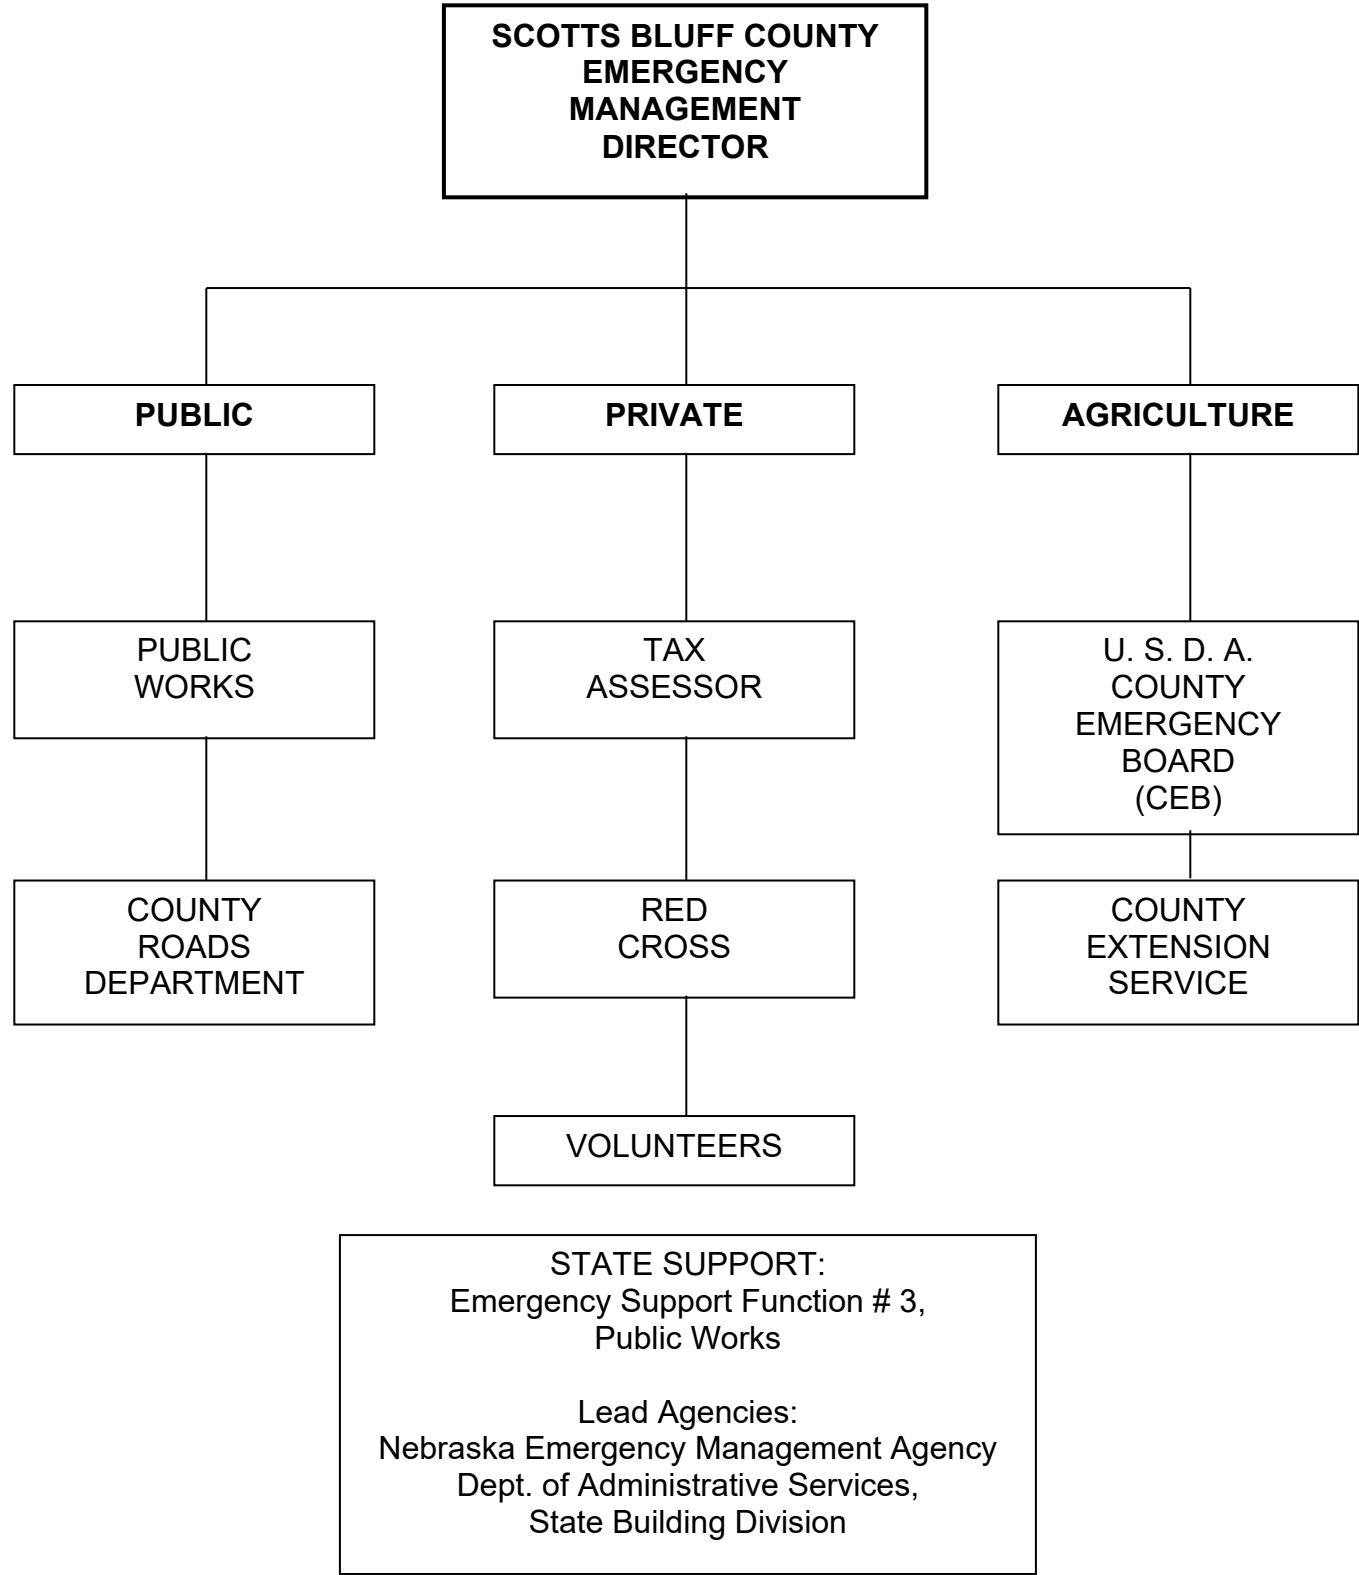 SCOTTS BLUFF COUNTY
EMERGENCY
MANAGEMENT
DIRECTOR
PUBLIC
PRIVATE
AGRICULTURE
PUBLIC
WORKS
TAX
ASSESSOR
U. S. D. A.
COUNTY
EMERGENCY
BOARD
(CEB)
COUNTY
ROADS
DEPARTMENT
RED
CROSS
COUNTY
EXTENSION
SERVICE
VOLUNTEERS
STATE SUPPORT:
Emergency Support Function # 3,
Public Works
Lead Agencies:
Nebraska Emergency Management Agency
Dept. of Administrative Services,
State Building Division